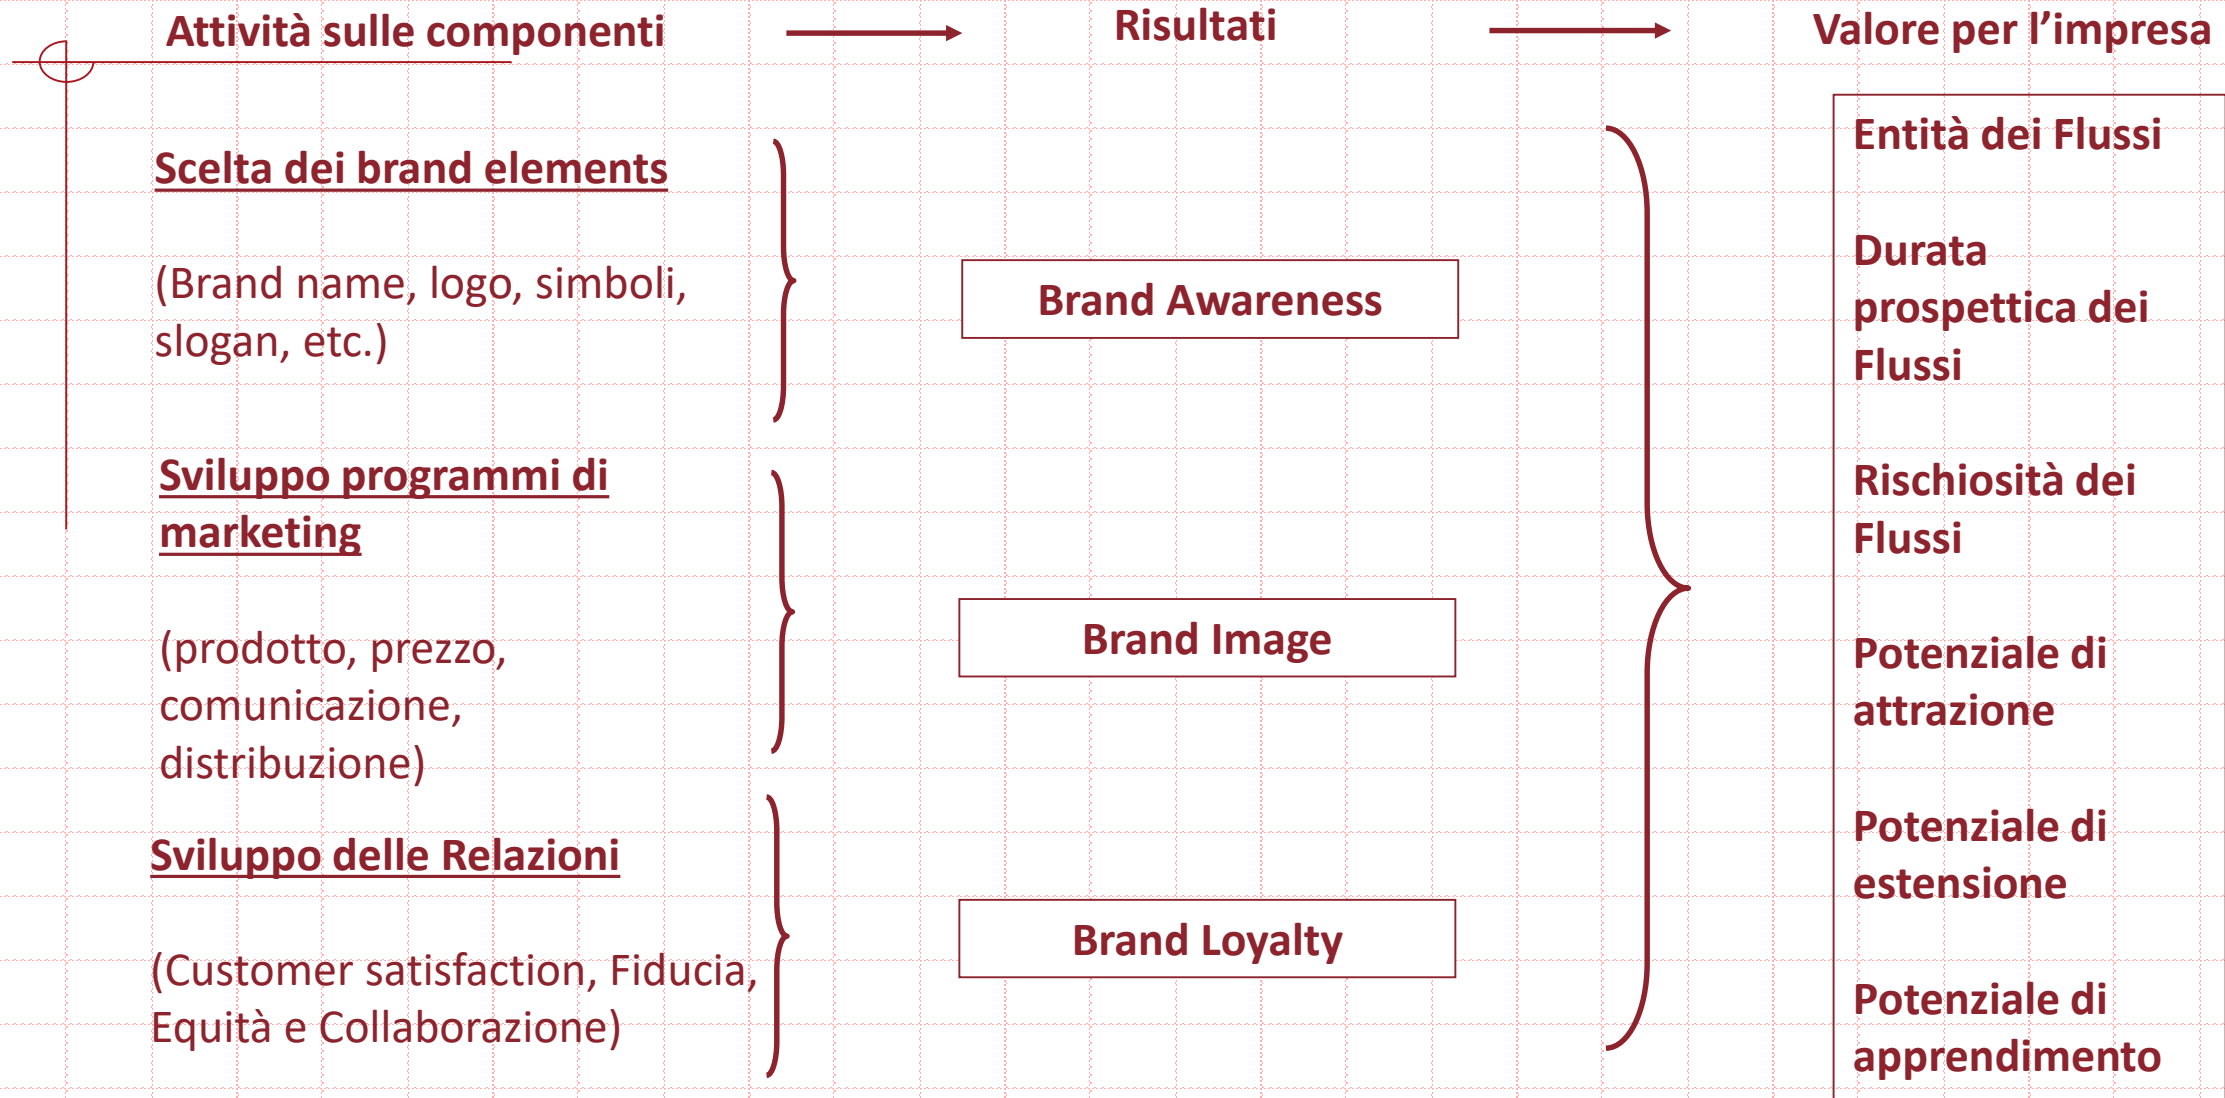 Attività sulle componenti
Risultati
Valore per l’impresa
Scelta dei brand elements
(Brand name, logo, simboli,
slogan, etc.)
Sviluppo programmi di
marketing
(prodotto, prezzo,
comunicazione,
distribuzione)
Sviluppo delle Relazioni
(Customer satisfaction, Fiducia,
Equità e Collaborazione)
Brand Awareness
Brand Image
Brand Loyalty
Entità dei Flussi
Durata
prospettica dei
Flussi
Rischiosità dei
Flussi
Potenziale di
attrazione
Potenziale di
estensione
Potenziale di
apprendimento